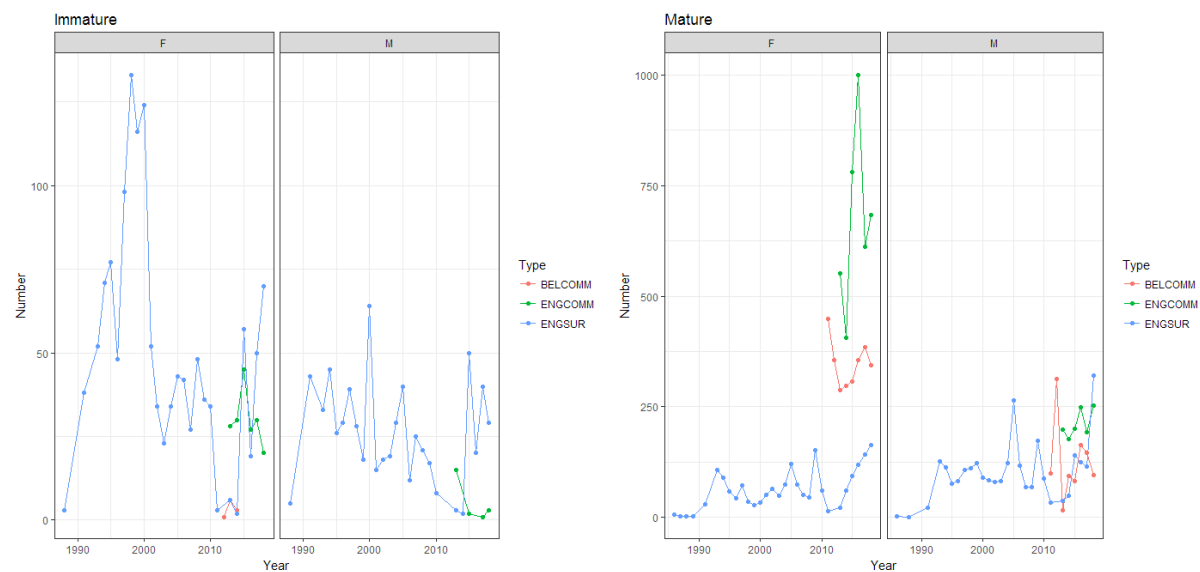 Immature
F
M
100
50
0
1990
2000
2010
1990
2000
2010
Number
Year
Type
BELCOMM
ENGCOMM
ENGSUR
Mature
F
M
1000
750
500
250
0
1990
2000
2010
1990
2000
2010
Number
Year
Type
BELCOMM
ENGCOMM
ENGSUR